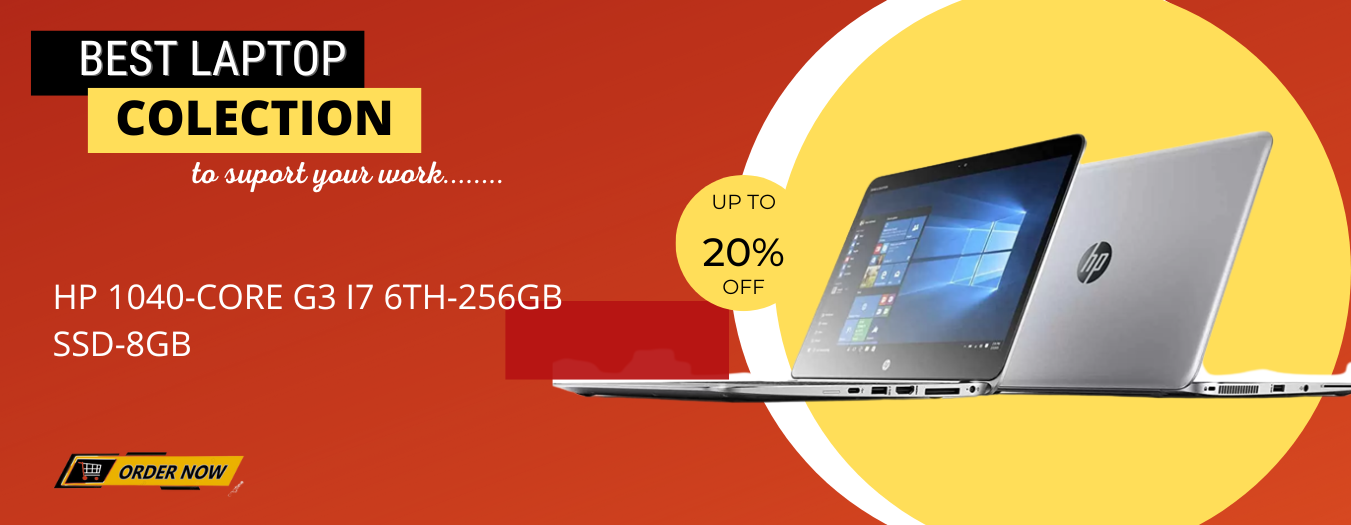 BEST LAPTOP
COLECTION
to suport your work........
UP TO
20%
OFF
HP 1040-CORE G3 I7 6TH-256GB
SSD-8GB
hp
ORDER NOW